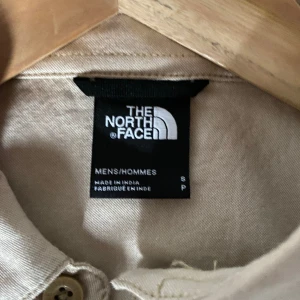 THE
NORTH
FACE
MENS/HOMMES
MADE IN INDIA
FABRIQUÉ EN INDE
S
P